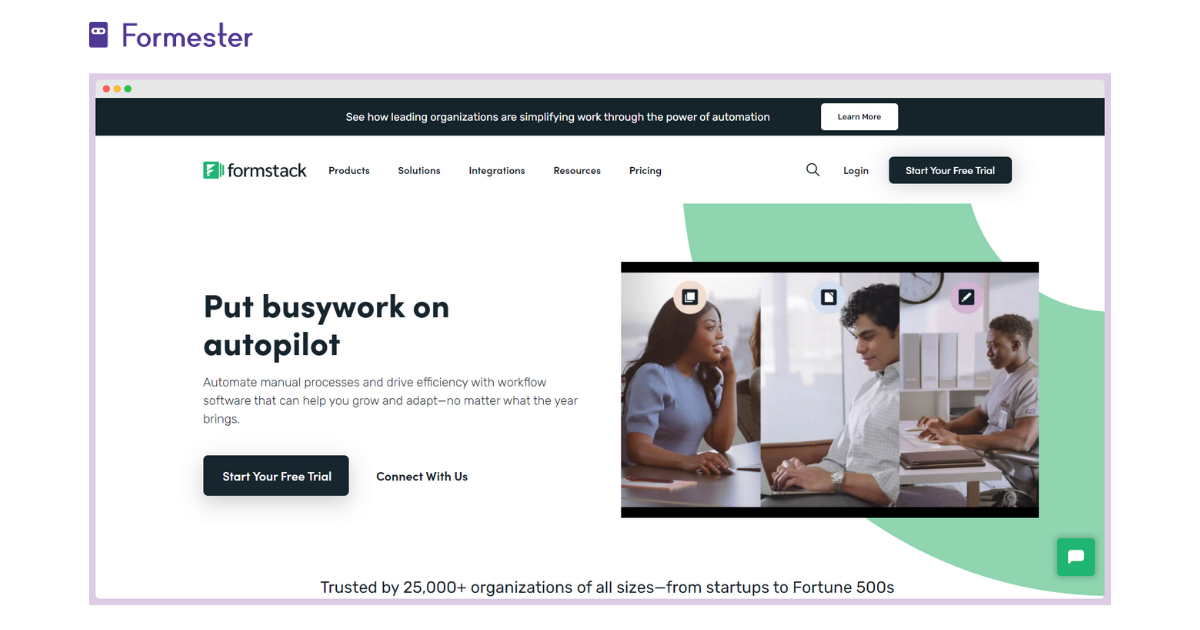 Formester
See how leading organizations are simplifying work through the power of automation
Learn More
formstack
Products
Solutions
Integrations
Resources
Pricing
Login
Start Your Free Trial
Put busywork on
autopilot
Automate manual processes and drive efficiency with workflow
software that can help you grow and adapt—no matter what the year
brings.
Start Your Free Trial
Connect With Us
Trusted by 25,000+ organizations of all sizes—from startups to Fortune 500s